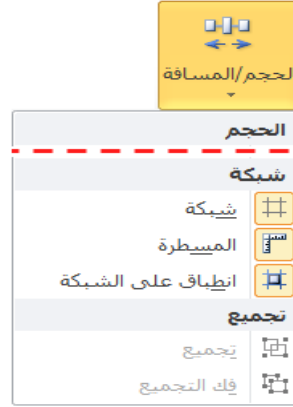 الحجم/المسافة
الحجم
شبكة
شبكة
المسطرة
انطباق على الشبكة
تجميع
تجميع
فك التجميع